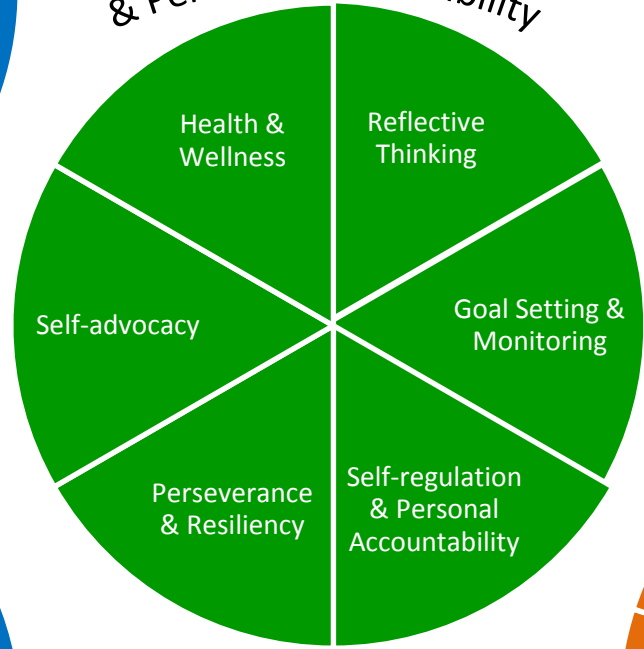 &
Health &
Wellness
Reflective
Thinking
Goal Setting &
Monitoring
Self-regulation
& Personal
Accountability
Perseverance
& Resiliency
Self-advocacy